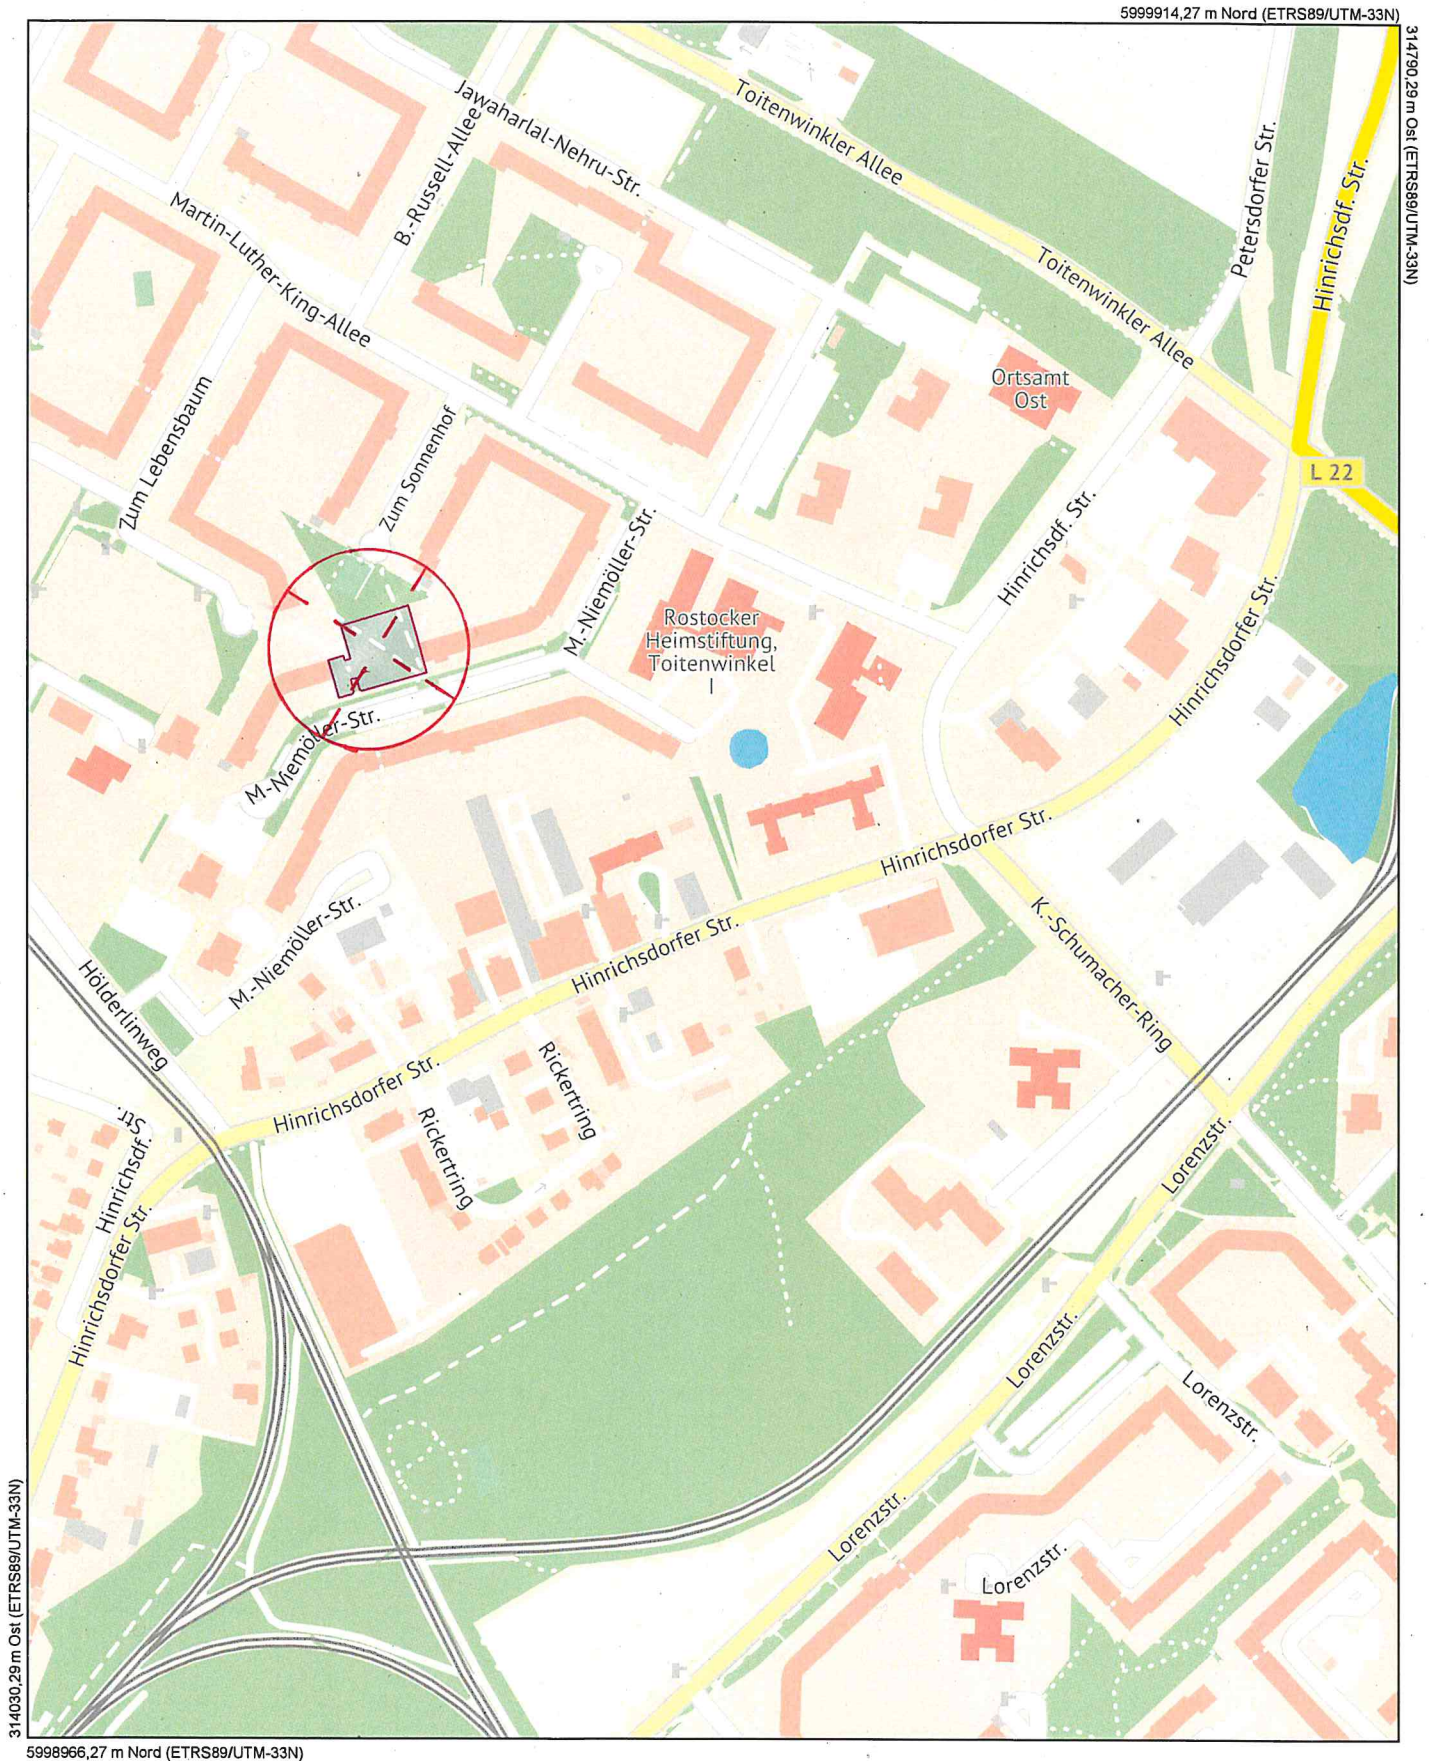 5999914,27 m Nord (ETRS89/UTM-33N)
314790,29 m Ost (ETRS89/UTM-33N)
Jawaharlal-Nehru-Str.
Toitenwinkler Allee
Petersdorfer Str.
Hinrichsdf. Str.
B.-Russell-Allee
Martin-Luther-King-Allee
Toitenwinkler Allee
Ortsamt
Ost
L 22
Zum Lebensbaum
Zum Sonnenhof
M.-Niemöller-Str.
Hinrichsdf. Str.
Rostocker
Heimstiftung,
Toitenwinkel
I
Hinrichsdorfer Str.
M.-Niemöller-Str.
Hinrichsdorfer Str.
M.-Niemöller-Str.
Hinrichsdorfer Str.
K.-Schumacher-Ring
Hölderlinweg
Hinrichsdorfer Str.
Rickertring
Rickertring
Hinrichsdf.
Str.
Hinrichsdorfer Str.
Lorenzstr.
Lorenzstr.
Lorenzstr.
Lorenzstr.
Lorenzstr.
314030,29 m Ost (ETRS89/UTM-33N)
5998966,27 m Nord (ETRS89/UTM-33N)